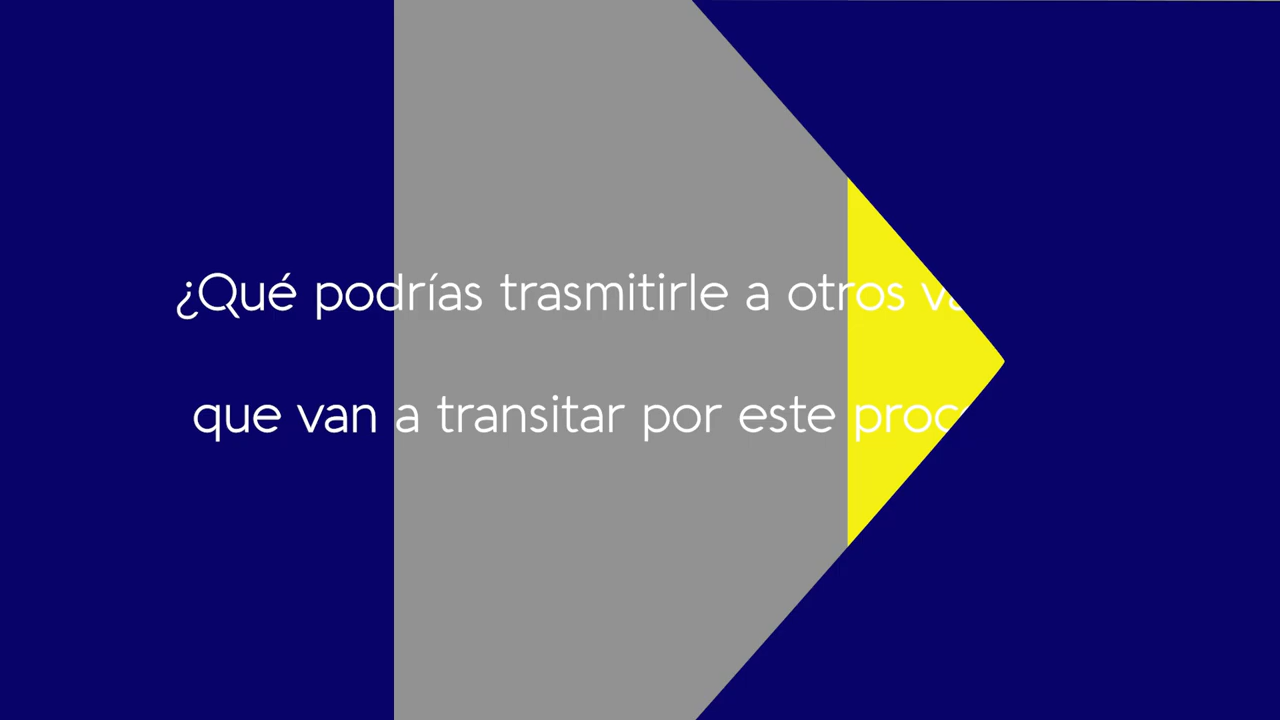 ¿Qué podrías trasmitirle a otros
que van a transitar por este